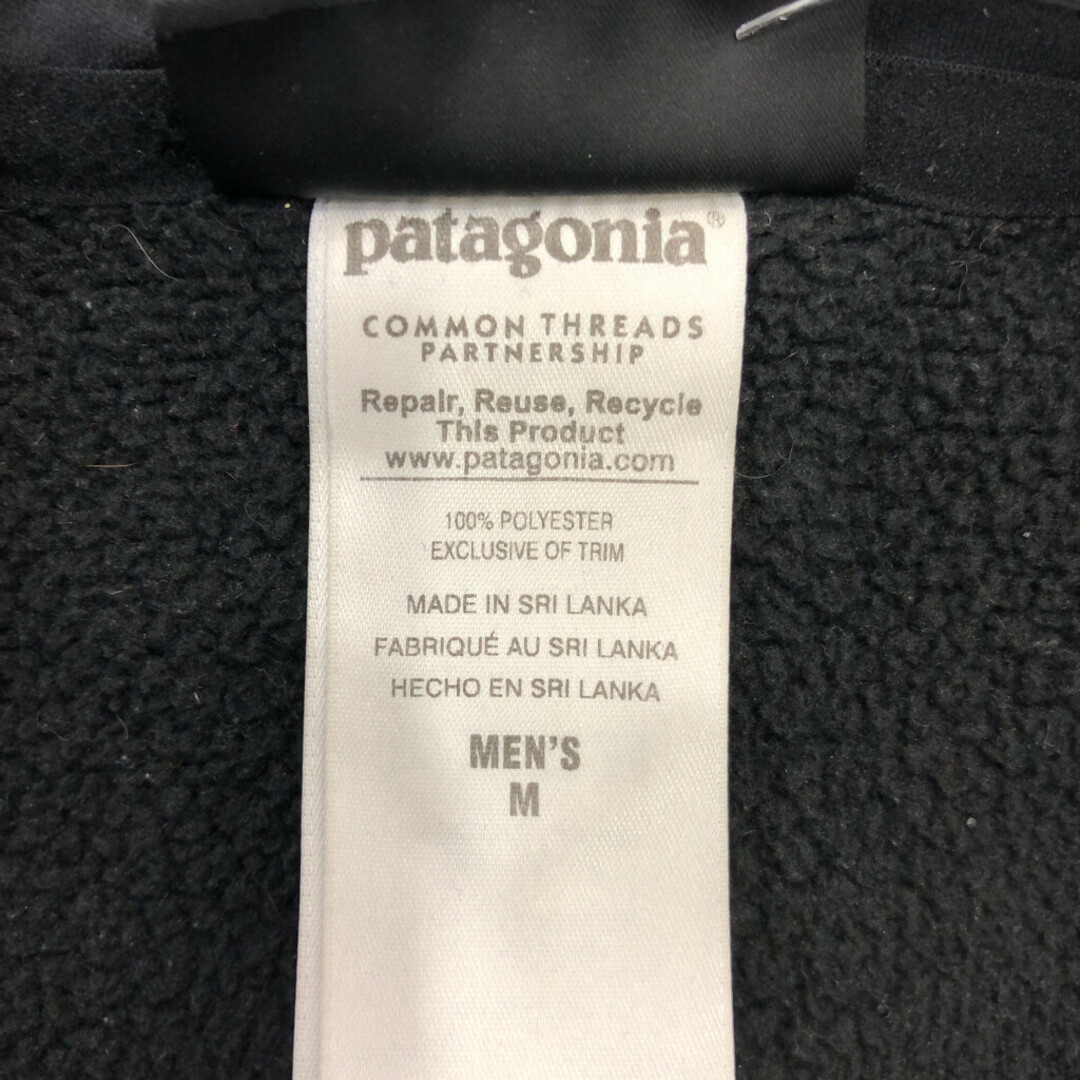 patagonia®
COMMON THREADS
PARTNERSHIP
Repair, Reuse, Recycle
This Product
www.patagonia.com
100% POLYESTER
EXCLUSIVE OF TRIM
MADE IN SRI LANKA
FABRIQUÉ AU SRI LANKA
HECHO EN SRI LANKA
MEN'S
M